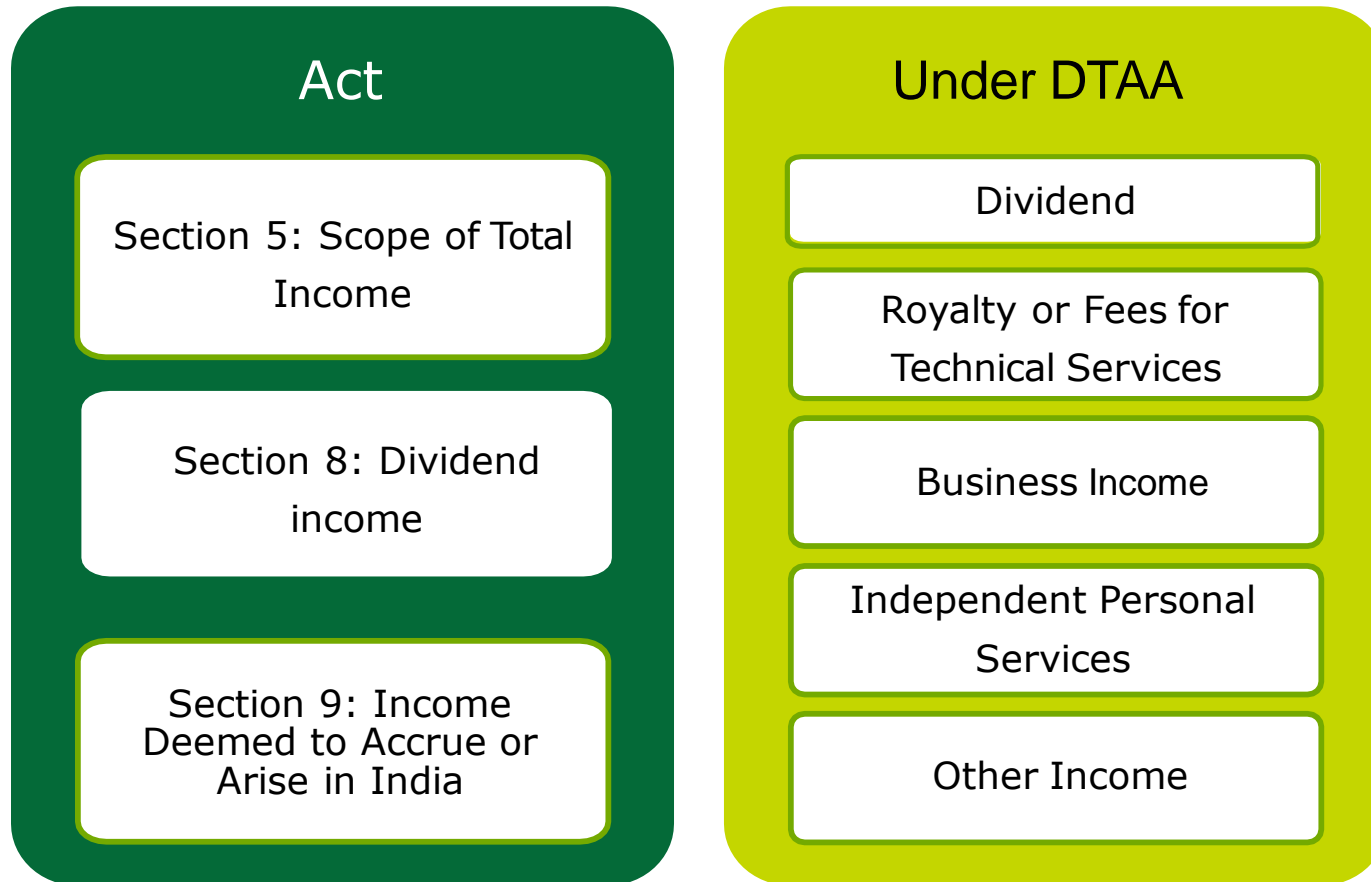 Act
Section 5: Scope of Total
Income
Section 8: Dividend
income
Section 9: Income
Deemed to Accrue or
Arise in India
Under DTAA
Dividend
Royalty or Fees for
Technical Services
Business Income
Independent Personal
Services
Other Income